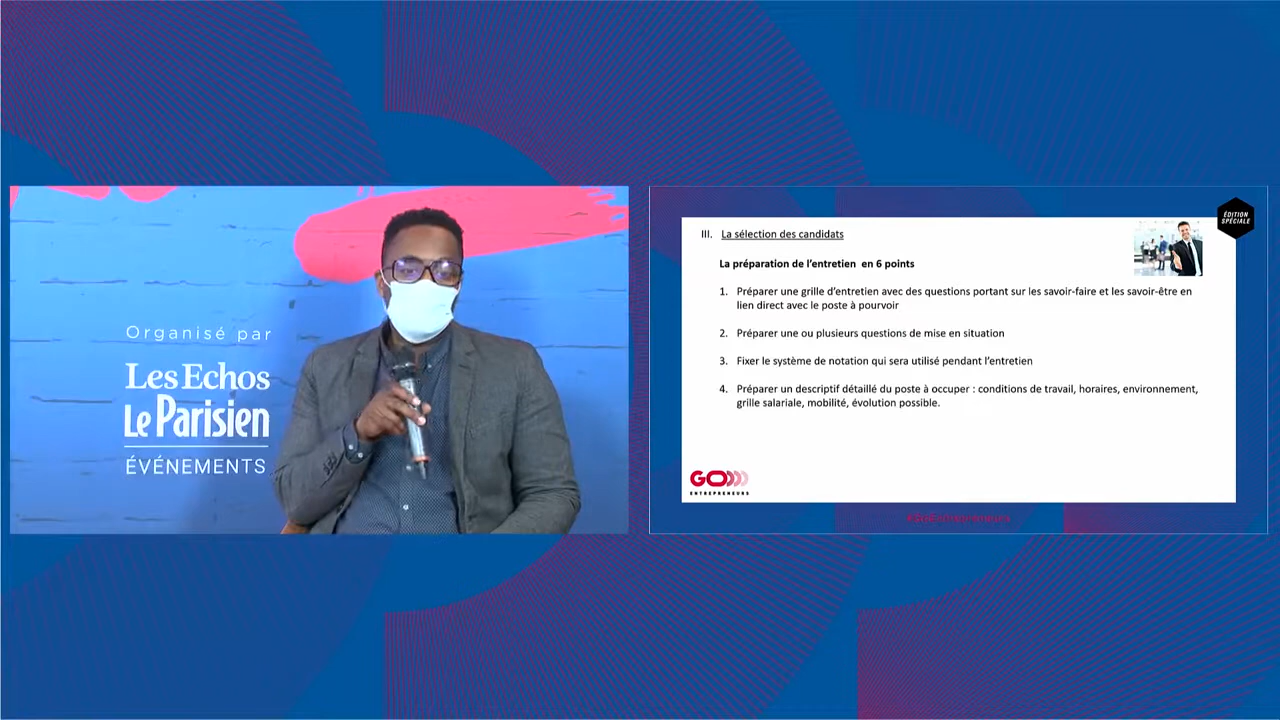 Organisé par
Les Echos
Le Parisien
ÉVÉNEMENTS
ÉDITION
SPÉCIALE
III. La sélection des candidats
La préparation de l'entretien en 6 points
1. Préparer une grille d'entretien avec des questions portant sur les savoir-faire et les savoir-être en
lien direct avec le poste à pourvoir
2. Préparer une ou plusieurs questions de mise en situation
3. Fixer le système de notation qui sera utilisé pendant l'entretien
4. Préparer un descriptif détaillé du poste à occuper : conditions de travail, horaires, environnement,
grille salariale, mobilité, évolution possible.
GO
ENTREPRENEURS